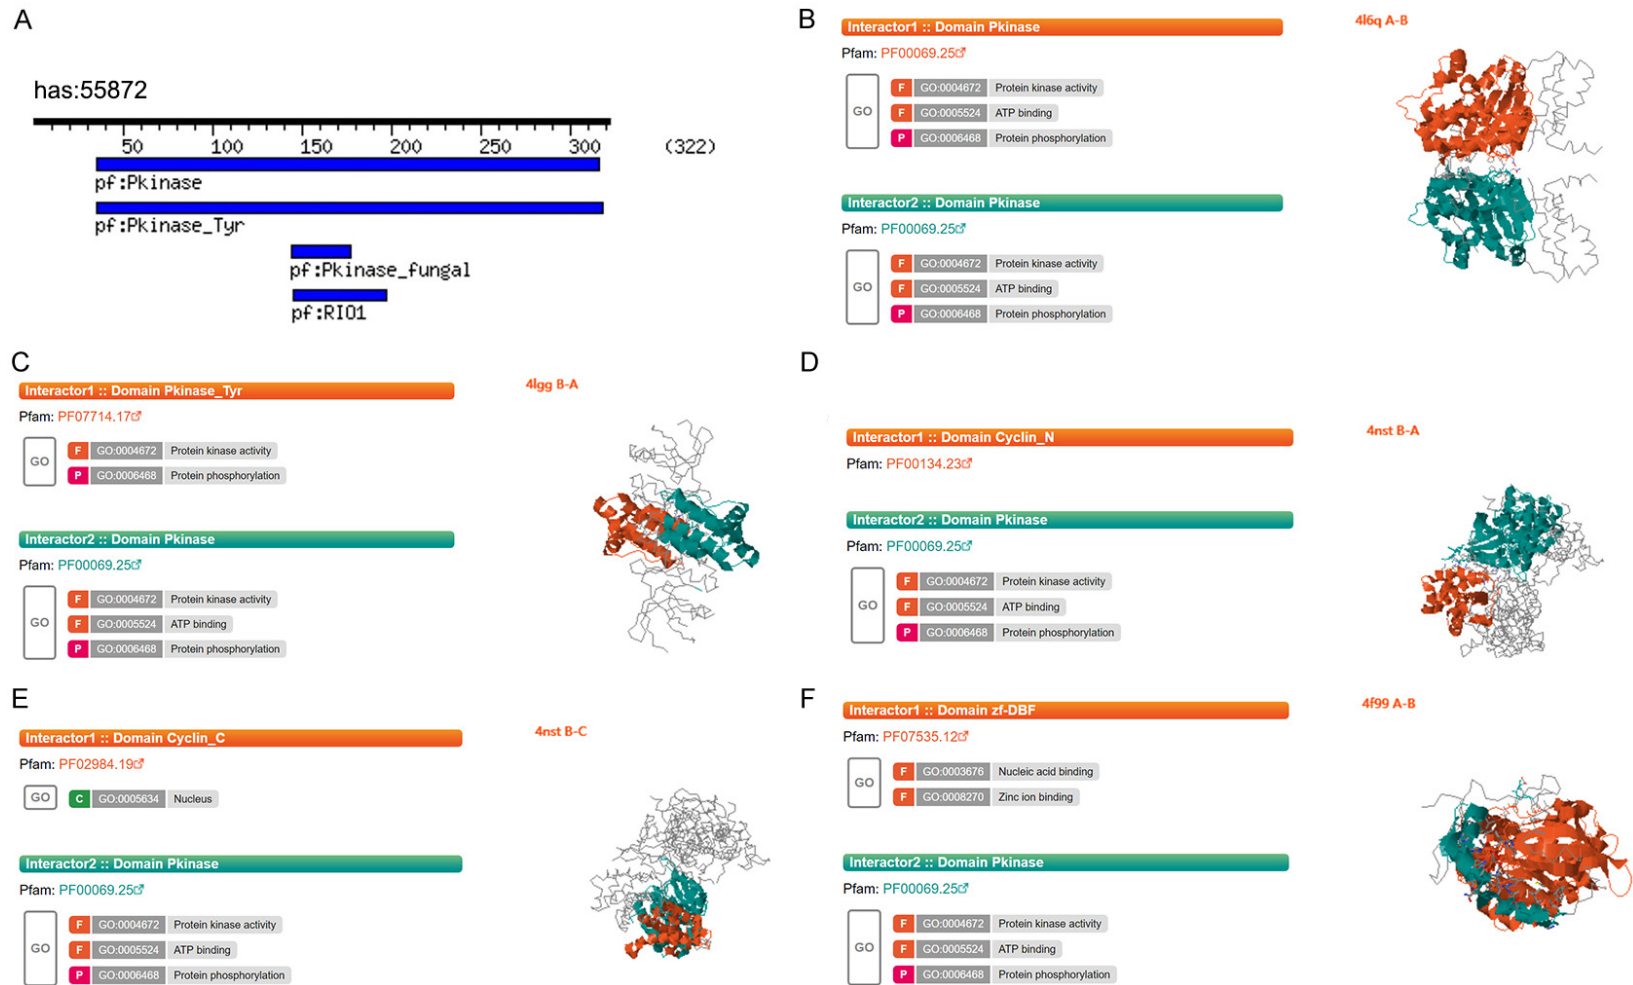 A
has:55872
50 100 150 200 250 300 (322)
pf:Pkinase
pf:Pkinase_Tyr
pf:Pkinase_fungal
pf:RIO1
B
Interactor1 :: Domain Pkinase
4l6q A-B
Pfam: PF00069.25
GO
F GO:0004672 Protein kinase activity
F GO:0005524 ATP binding
P GO:0006468 Protein phosphorylation
Interactor2 :: Domain Pkinase
Pfam: PF00069.25
GO
F GO:0004672 Protein kinase activity
F GO:0005524 ATP binding
P GO:0006468 Protein phosphorylation
C
Interactor1 :: Domain Pkinase_Tyr
4lgg B-A
Pfam: PF07714.17
GO
F GO:0004672 Protein kinase activity
P GO:0006468 Protein phosphorylation
Interactor2 :: Domain Pkinase
Pfam: PF00069.25
GO
F GO:0004672 Protein kinase activity
F GO:0005524 ATP binding
P GO:0006468 Protein phosphorylation
D
Interactor1 :: Domain Cyclin_N
4nst B-A
Pfam: PF00134.23
Interactor2 :: Domain Pkinase
Pfam: PF00069.25
GO
F GO:0004672 Protein kinase activity
F GO:0005524 ATP binding
P GO:0006468 Protein phosphorylation
E
Interactor1 :: Domain Cyclin_C
4nst B-C
Pfam: PF02984.19
GO
C GO:0005634 Nucleus
Interactor2 :: Domain Pkinase
Pfam: PF00069.25
GO
F GO:0004672 Protein kinase activity
F GO:0005524 ATP binding
P GO:0006468 Protein phosphorylation
F
Interactor1 :: Domain zf-DBF
4f99 A-B
Pfam: PF07535.12
GO
F GO:0003676 Nucleic acid binding
F GO:0008270 Zinc ion binding
Interactor2 :: Domain Pkinase
Pfam: PF00069.25
GO
F GO:0004672 Protein kinase activity
F GO:0005524 ATP binding
P GO:0006468 Protein phosphorylation